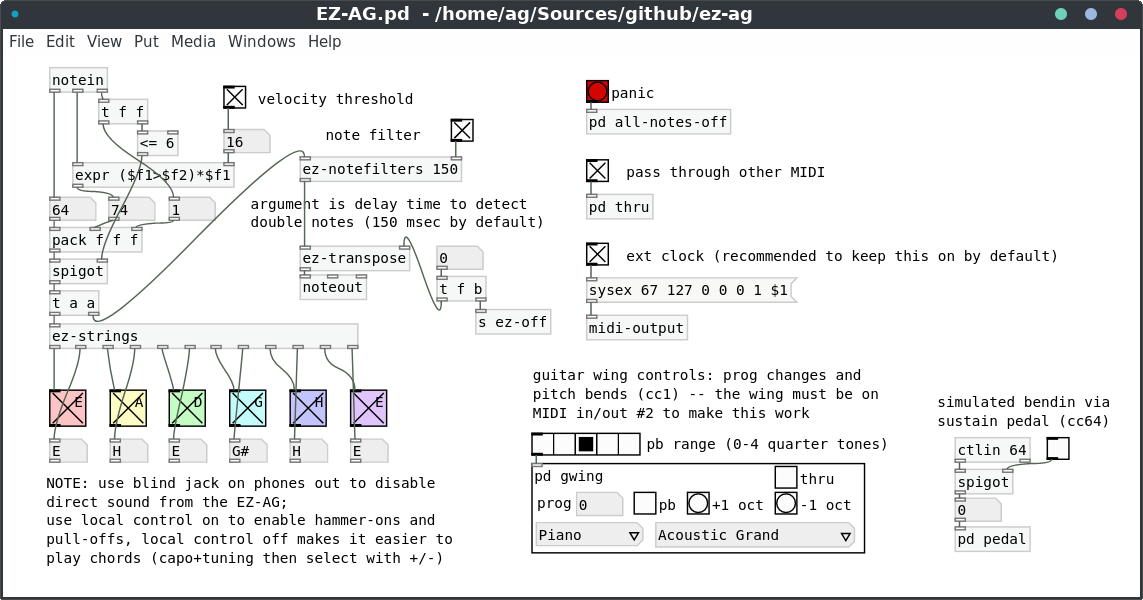 EZ-AG.pd - /home/ag/Sources/github/ez-ag
File Edit View Put Media Windows Help
notein
t f f
<= 6
velocity threshold
16
note filter
expr ($f1>$f2)*$f1
ez-notefilters 150
64
74
1
argument is delay time to detect
double notes (150 msec by default)
pack f f f
spigot
t a a
ez-transpose
noteout
0
t f b
s ez-off
ez-strings
E
A
D
G
H
E
E
H
E
G#
H
E
NOTE: use blind jack on phones out to disable
direct sound from the EZ-AG;
use local control on to enable hammer-ons and
pull-offs, local control off makes it easier to
play chords (capo+tuning then select with +/-)
panic
pd all-notes-off
pass through other MIDI
pd thru
ext clock (recommended to keep this on by default)
sysex 67 127 0 0 0 1 $1
midi-output
guitar wing controls: prog changes and
pitch bends (cc1) -- the wing must be on
MIDI in/out #2 to make this work
pb range (0-4 quarter tones)
pd gwing
thru
prog
0
pb
+1 oct
-1 oct
Piano
Acoustic Grand
simulated bendin via
sustain pedal (cc64)
ctlin 64
spigot
0
pd pedal